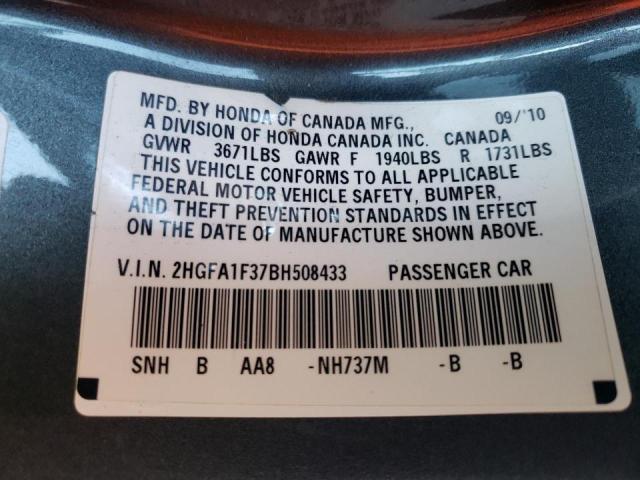 MFD. BY HONDA OF CANADA MFG., 09/'10
A DIVISION OF HONDA CANADA INC. CANADA
GVWR 3671LBS GAWR F 1940LBS R 1731LBS
THIS VEHICLE CONFORMS TO ALL APPLICABLE
FEDERAL MOTOR VEHICLE SAFETY, BUMPER,
AND THEFT PREVENTION STANDARDS IN EFFECT
ON THE DATE OF MANUFACTURE SHOWN ABOVE.
V.I.N. 2HGFA1F37BH508433 PASSENGER CAR
SNH B AA8 -NH737M -B -B